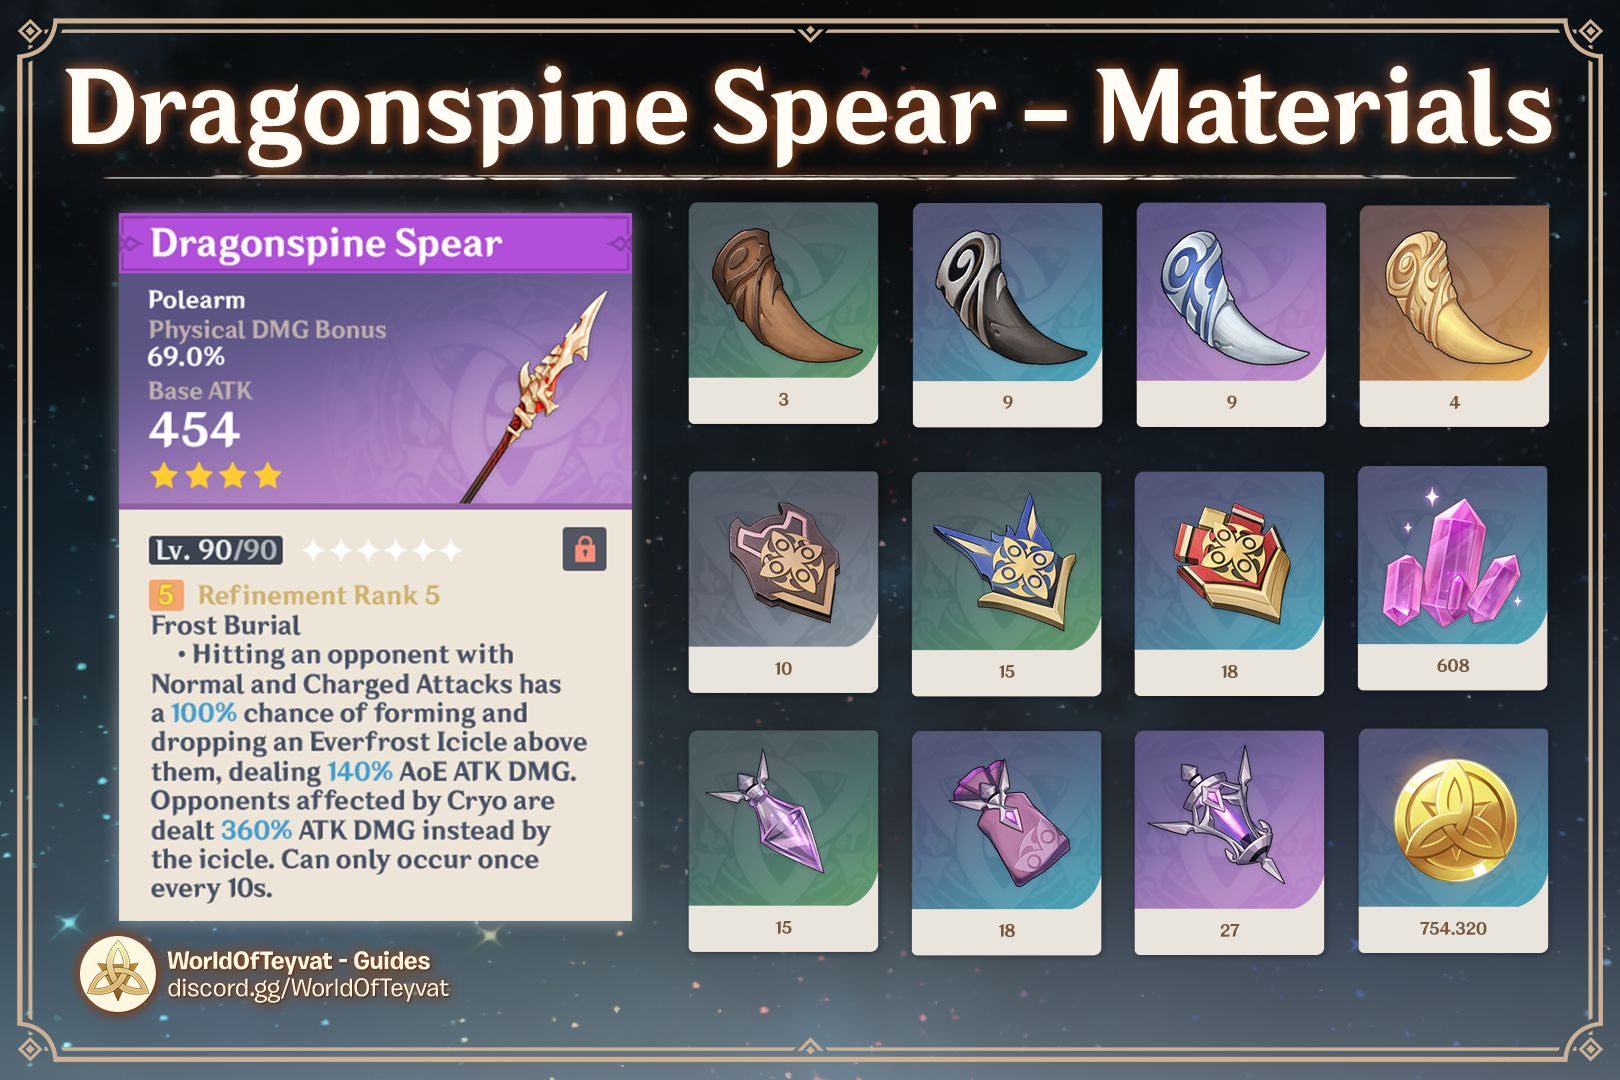 Dragonspine Spear - Materials
Dragonspine Spear
Polearm
Physical DMG Bonus
69.0%
Base ATK
454
Lv. 90/90
5 Refinement Rank 5
Frost Burial
• Hitting an opponent with
Normal and Charged Attacks has
a 100% chance of forming and
dropping an Everfrost Icicle above
them, dealing 140% AoE ATK DMG.
Opponents affected by Cryo are
dealt 360% ATK DMG instead by
the icicle. Can only occur once
every 10s.
3
9
9
4
10
15
18
608
15
18
27
754.320
WorldOfTeyvat - Guides
discord.gg/WorldOfTeyvat